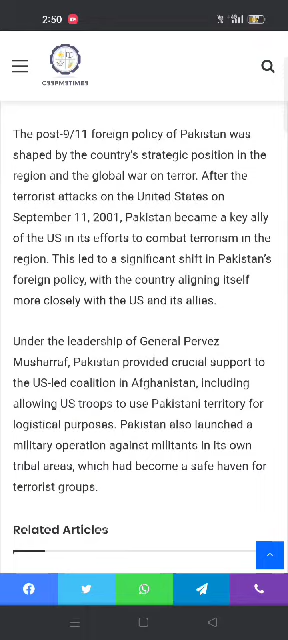 2:50
CSSPMSTIMES
The post-9/11 foreign policy of Pakistan was
shaped by the country's strategic position in the
region and the global war on terror. After the
terrorist attacks on the United States on
September 11, 2001, Pakistan became a key ally
of the US in its efforts to combat terrorism in the
region. This led to a significant shift in Pakistan's
foreign policy, with the country aligning itself
more closely with the US and its allies.
Under the leadership of General Pervez
Musharraf, Pakistan provided crucial support to
the US-led coalition in Afghanistan, including
allowing US troops to use Pakistani territory for
logistical purposes. Pakistan also launched a
military operation against militants in its own
tribal areas, which had become a safe haven for
terrorist groups.
Related Articles